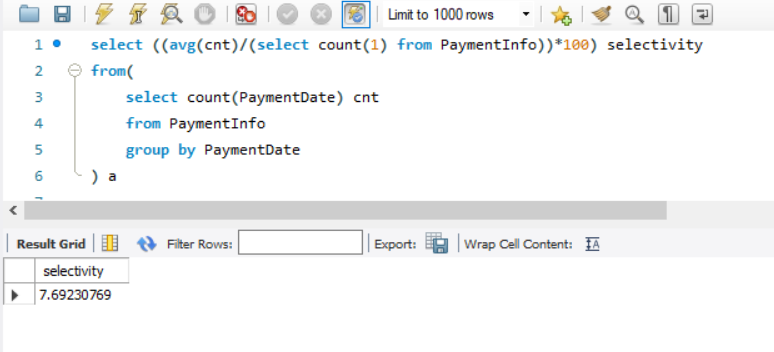 Limit to 1000 rows
1 select ((avg(cnt)/(select count(1) from PaymentInfo))*100) selectivity
2 from(
3 select count(PaymentDate) cnt
4 from PaymentInfo
5 group by PaymentDate
6 ) a
Result Grid Filter Rows: Export: Wrap Cell Content: IA
selectivity
7.69230769